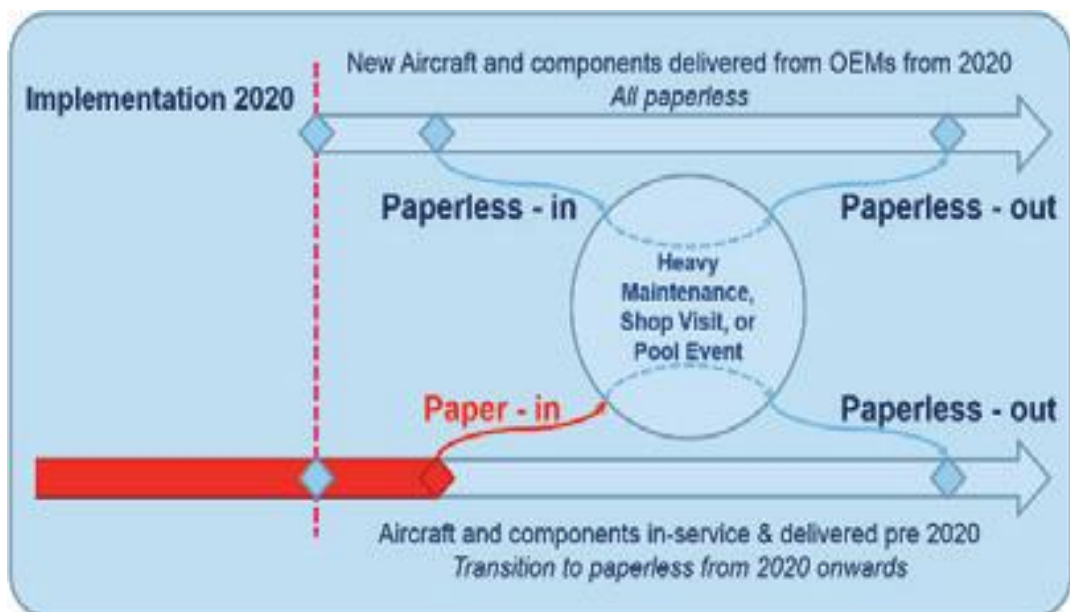 New Aircraft and components delivered from OEMs from 2020
Implementation 2020
All paperless
Paperless - in
Paperless - out
Heavy
Maintenance,
Shop Visit, or
Pool Event
Paper - in
Paperless - out
Aircraft and components in-service & delivered pre 2020
Transition to paperless from 2020 onwards